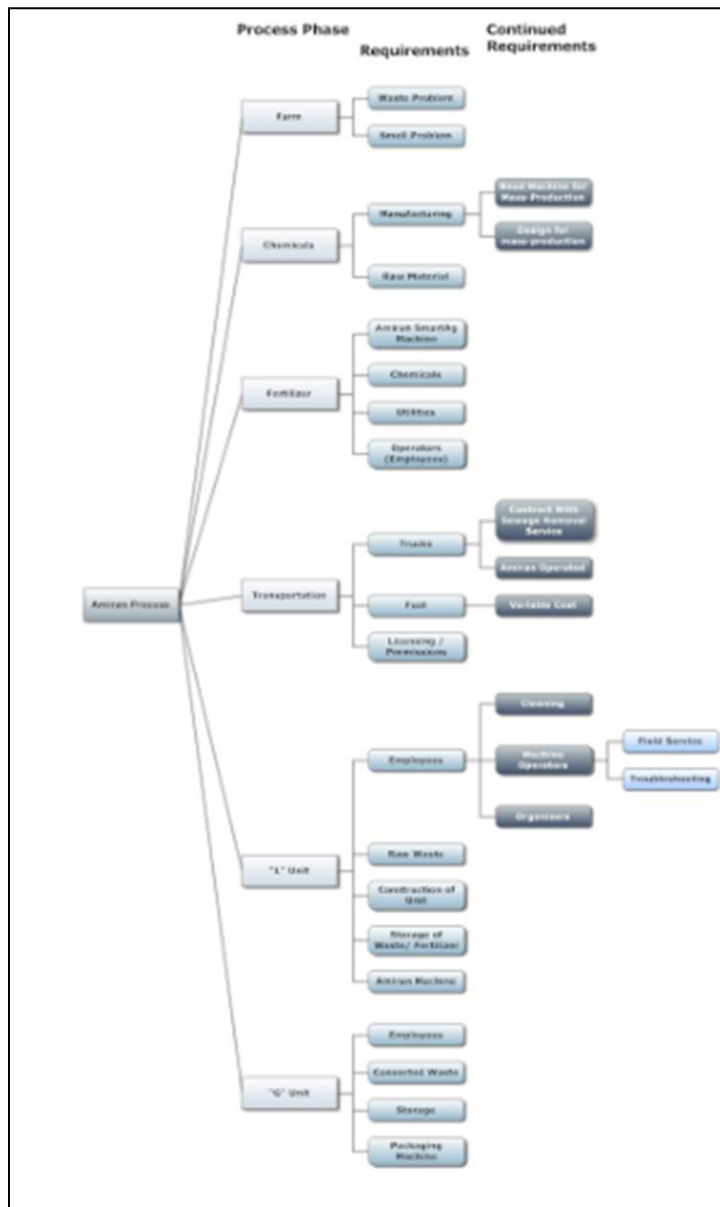 Process Phase
Requirements
Continued
Requirements
Farm
Waste Problem
Smell Problem
Chemicals
Manufacturing
Need Machine for
Mass-Production
Design for
mass-production
Raw Material
Fertilizer
Amiran SmartAg
Machine
Chemicals
Utilities
Operators
(Employees)
Amiran Process
Transportation
Trucks
Contract With
Sewage Removal
Service
Amiran Operated
Fuel
Variable Cost
Licensing /
Permissions
"L" Unit
Employees
Cleaning
Machine
Operators
Field Service
Troubleshooting
Organizers
Raw Waste
Construction of
Unit
Storage of
Waste/ Fertilizer
Amiran Machine
"G" Unit
Employees
Converted Waste
Storage
Packaging
Machine